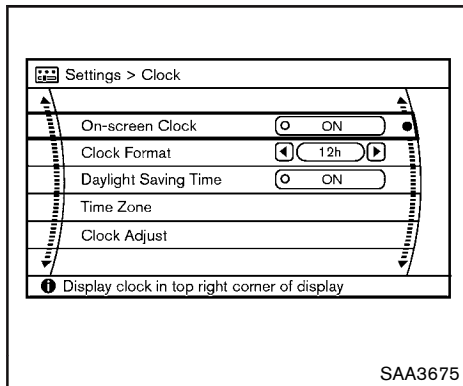 Settings > Clock
On-screen Clock ON
Clock Format 12h
Daylight Saving Time ON
Time Zone
Clock Adjust
Display clock in top right corner of display
SAA3675